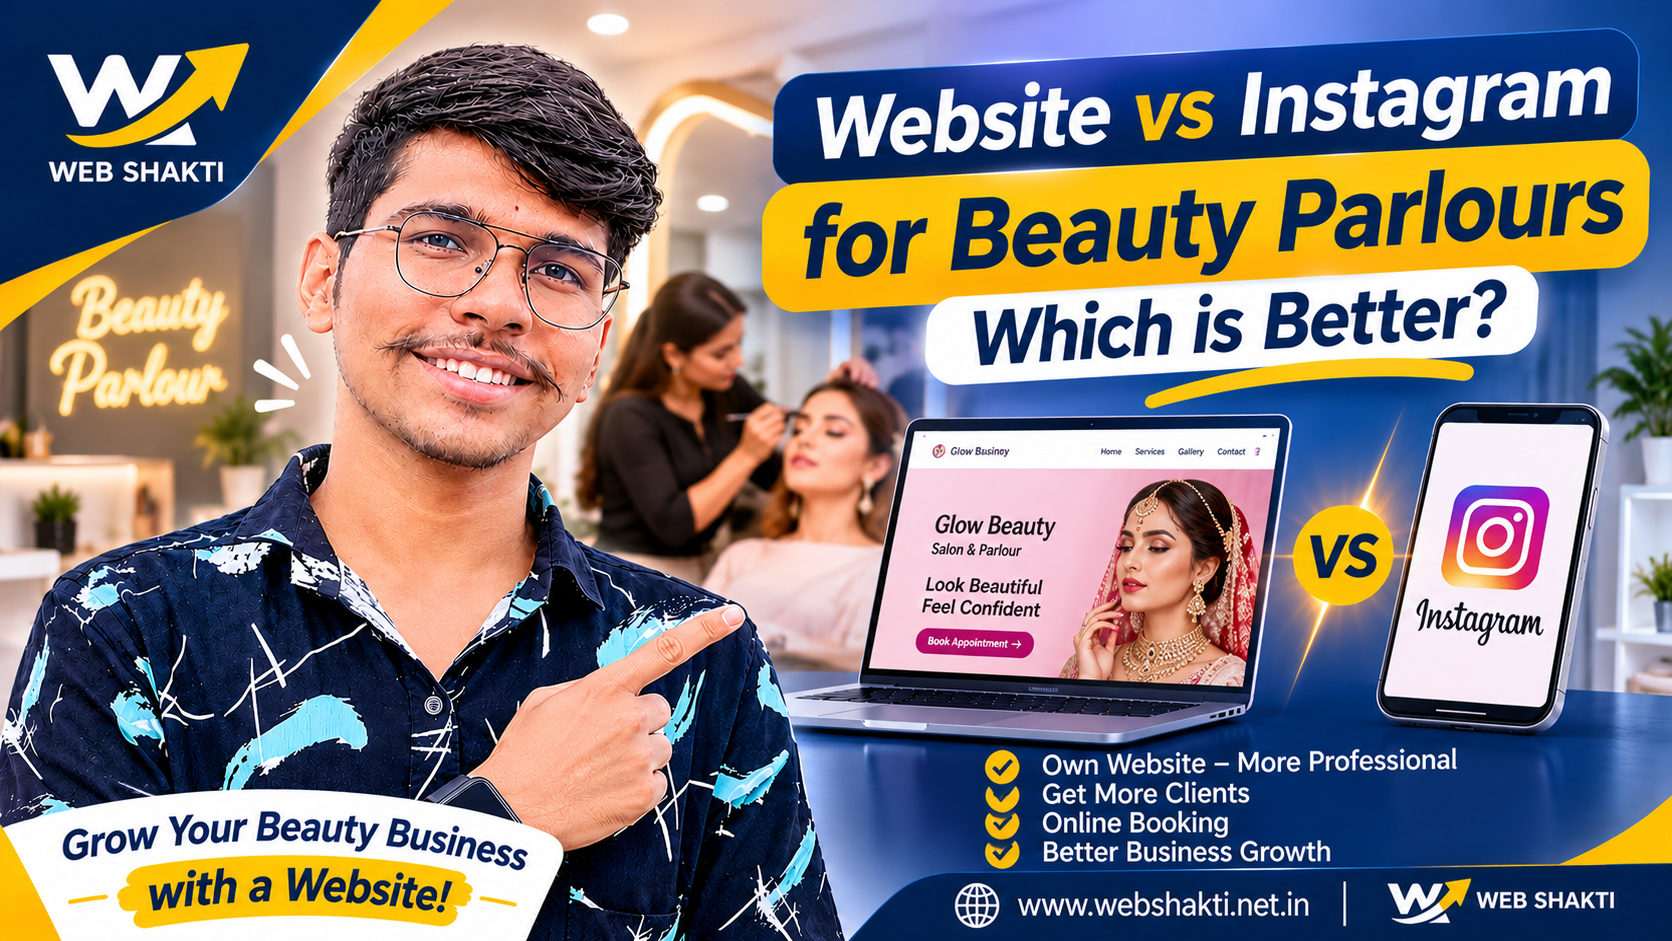 WEB SHAKTI
Website vs Instagram
for Beauty Parlours
Which is Better?
Beauty
Parlour
Glow Businey
Home Services Gallery Contact
Glow Beauty
Salon & Parlour
Look Beautiful
Feel Confident
Book Appointment →
VS
Instagram
Own Website – More Professional
Get More Clients
Online Booking
Better Business Growth
Grow Your Beauty Business
with a Website!
www.webshakti.net.in
WEB SHAKTI